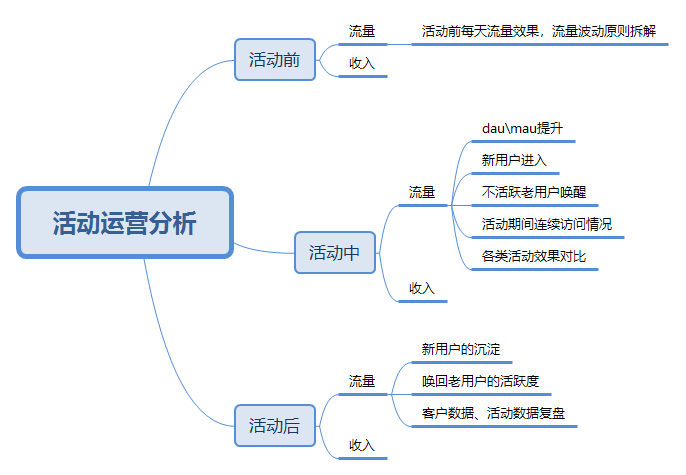 活动运营分析
活动前
流量
活动前每天流量效果，流量波动原则拆解
收入
活动中
流量
dau\mau提升
新用户进入
不活跃老用户唤醒
活动期间连续访问情况
各类活动效果对比
收入
活动后
流量
新用户的沉淀
唤回老用户的活跃度
客户数据、活动数据复盘
收入